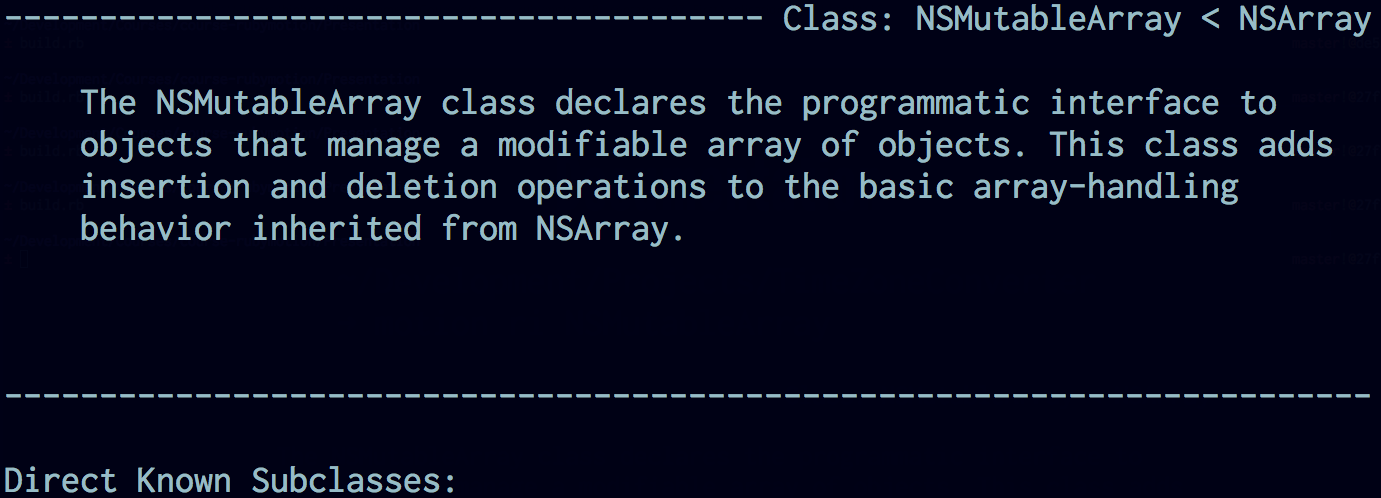 ---------------------------------------- Class: NSMutableArray < NSArray
The NSMutableArray class declares the programmatic interface to
objects that manage a modifiable array of objects. This class adds
insertion and deletion operations to the basic array-handling
behavior inherited from NSArray.
------------------------------------------------------------------------
Direct Known Subclasses: